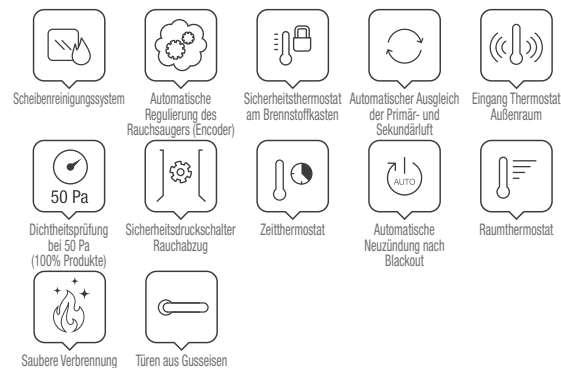 Scheibenreinigungssystem
Automatische
Regulierung des
Rauchsaugers (Encoder)
Sicherheitsthermostat
am Brennstoffkasten
Automatischer Ausgleich
der Primär- und
Sekundärluft
Eingang Thermostat
Außenraum
50 Pa
Dichtheitsprüfung
bei 50 Pa
(100% Produkte)
Sicherheitsdruckschalter
Rauchabzug
Zeitthermostat
AUTO
Automatische
Neuzündung nach
Blackout
Raumthermostat
Saubere Verbrennung
Türen aus Gusseisen